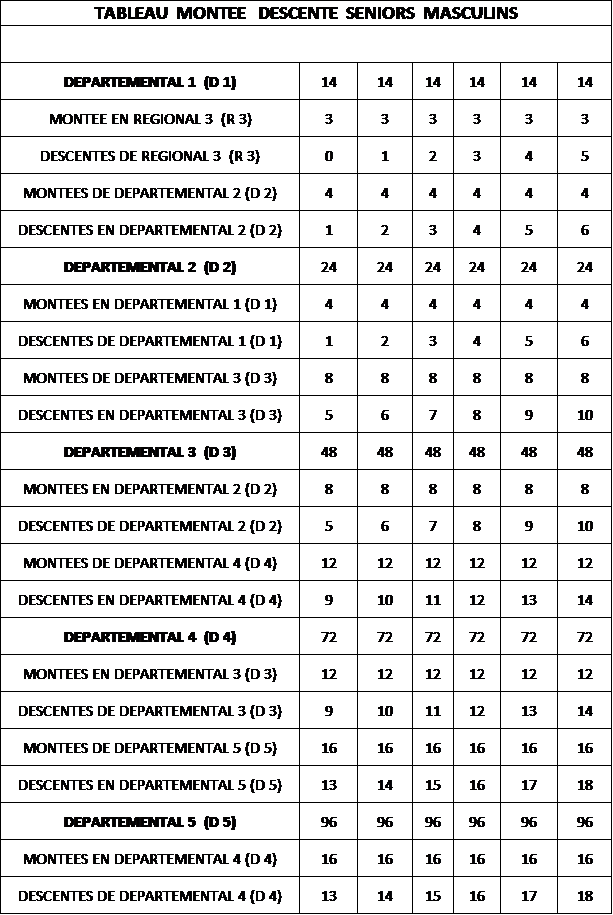 TABLEAU MONTEE DESCENTE SENIORS MASCULINS
DEPARTEMENTAL 1 (D 1) 14 14 14 14 14 14
MONTEE EN REGIONAL 3 (R 3) 3 3 3 3 3 3
DESCENTES DE REGIONAL 3 (R 3) 0 1 2 3 4 5
MONTEES DE DEPARTEMENTAL 2 (D 2) 4 4 4 4 4 4
DESCENTES EN DEPARTEMENTAL 2 (D 2) 1 2 3 4 5 6
DEPARTEMENTAL 2 (D 2) 24 24 24 24 24 24
MONTEES EN DEPARTEMENTAL 1 (D 1) 4 4 4 4 4 4
DESCENTES DE DEPARTEMENTAL 1 (D 1) 1 2 3 4 5 6
MONTEES DE DEPARTEMENTAL 3 (D 3) 8 8 8 8 8 8
DESCENTES EN DEPARTEMENTAL 3 (D 3) 5 6 7 8 9 10
DEPARTEMENTAL 3 (D 3) 48 48 48 48 48 48
MONTEES EN DEPARTEMENTAL 2 (D 2) 8 8 8 8 8 8
DESCENTES DE DEPARTEMENTAL 2 (D 2) 5 6 7 8 9 10
MONTEES DE DEPARTEMENTAL 4 (D 4) 12 12 12 12 12 12
DESCENTES EN DEPARTEMENTAL 4 (D 4) 9 10 11 12 13 14
DEPARTEMENTAL 4 (D 4) 72 72 72 72 72 72
MONTEES EN DEPARTEMENTAL 3 (D 3) 12 12 12 12 12 12
DESCENTES DE DEPARTEMENTAL 3 (D 3) 9 10 11 12 13 14
MONTEES DE DEPARTEMENTAL 5 (D 5) 16 16 16 16 16 16
DESCENTES EN DEPARTEMENTAL 5 (D 5) 13 14 15 16 17 18
DEPARTEMENTAL 5 (D 5) 96 96 96 96 96 96
MONTEES EN DEPARTEMENTAL 4 (D 4) 16 16 16 16 16 16
DESCENTES DE DEPARTEMENTAL 4 (D 4) 13 14 15 16 17 18